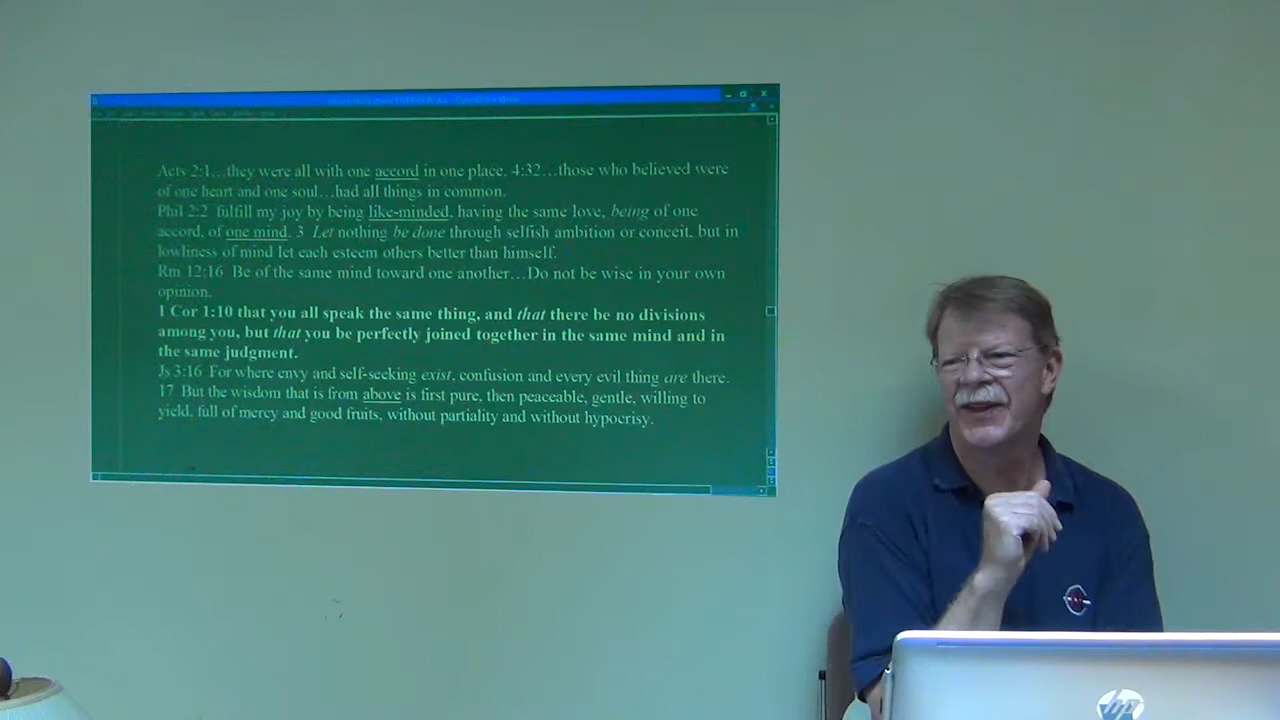 Acts 2:1…they were all with one accord in one place. 4:32…those who believed were
of one heart and one soul…had all things in common.
Phil 2:2 fulfill my joy by being like-minded, having the same love, being of one
accord, of one mind. 3 Let nothing be done through selfish ambition or conceit, but in
lowliness of mind let each esteem others better than himself.
Rm 12:16 Be of the same mind toward one another…Do not be wise in your own
opinion.
1 Cor 1:10 that you all speak the same thing, and that there be no divisions
among you, but that you be perfectly joined together in the same mind and in
the same judgment.
Js 3:16 For where envy and self-seeking exist, confusion and every evil thing are there.
17 But the wisdom that is from above is first pure, then peaceable, gentle, willing to
yield, full of mercy and good fruits, without partiality and without hypocrisy.
hp